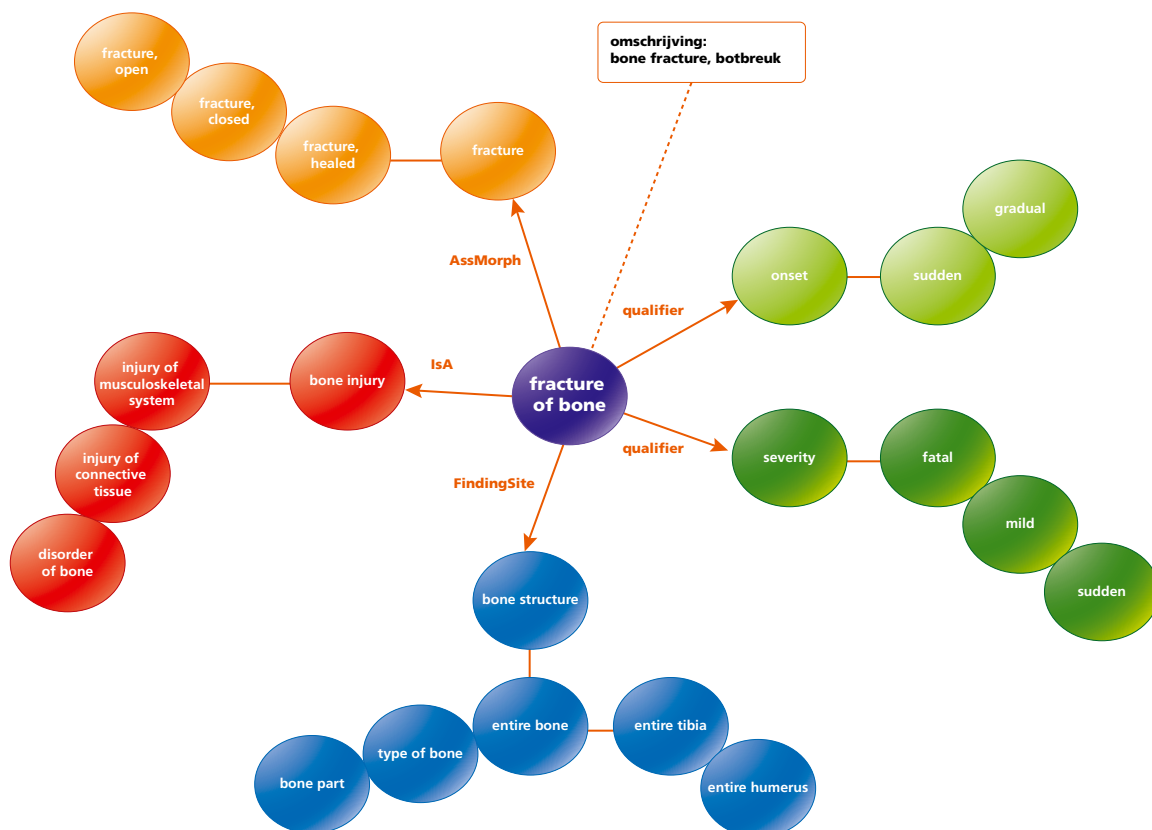 omschrijving:
bone fracture, botbreuk
fracture,
open
fracture,
closed
fracture,
healed
fracture
gradual
onset
sudden
AssMorph
qualifier
IsA
injury of
musculoskeletal
system
bone injury
fracture
of bone
qualifier
severity
fatal
injury of
connective
tissue
FindingSite
mild
disorder
of bone
sudden
bone structure
entire bone
entire tibia
type of bone
bone part
entire humerus